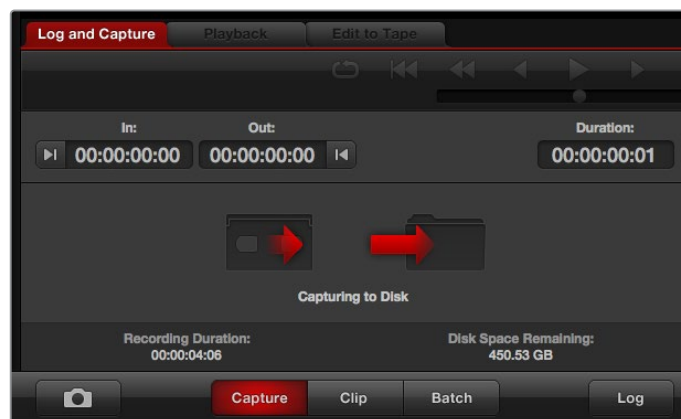 Log and Capture Playback Edit to Tape
In: Out: Duration:
00:00:00:00 00:00:00:00 00:00:00:01
Capturing to Disk
Recording Duration: Disk Space Remaining:
00:00:04:06 450.53 GB
Capture Clip Batch Log